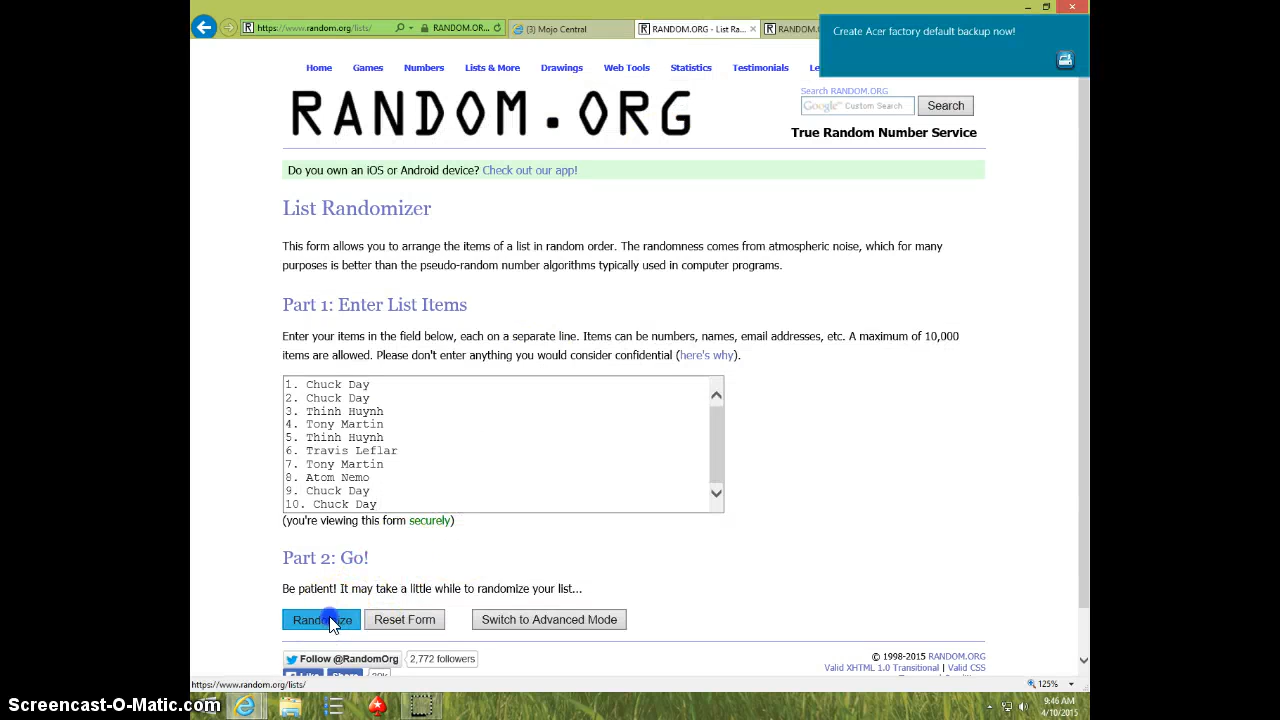 https://www.random.org/lists/
RANDOM.OR...
(3) Mojo Central
RANDOM.ORG - List Ra...
RANDOM.ORG
Create Acer factory default backup now!
Home Games Numbers Lists & More Drawings Web Tools Statistics Testimonials
RANDOM.ORG
Search RANDOM.ORG
Google™ Custom Search
Search
True Random Number Service
Do you own an iOS or Android device? Check out our app!
List Randomizer
This form allows you to arrange the items of a list in random order. The randomness comes from atmospheric noise, which for many
purposes is better than the pseudo-random number algorithms typically used in computer programs.
Part 1: Enter List Items
Enter your items in the field below, each on a separate line. Items can be numbers, names, email addresses, etc. A maximum of 10,000
items are allowed. Please don't enter anything you would consider confidential (here's why).
1. Chuck Day
2. Chuck Day
3. Thinh Huynh
4. Tony Martin
5. Thinh Huynh
6. Travis Leflar
7. Tony Martin
8. Atom Nemo
9. Chuck Day
10. Chuck Day
(you're viewing this form securely)
Part 2: Go!
Be patient! It may take a little while to randomize your list...
Randomize Reset Form Switch to Advanced Mode
Follow @RandomOrg 2,772 followers
© 1998-2015 RANDOM.ORG
Valid XHTML 1.0 Transitional | Valid CSS
https://www.random.org/lists/
125%
9:46 AM
4/10/2015
Screencast-O-Matic.com